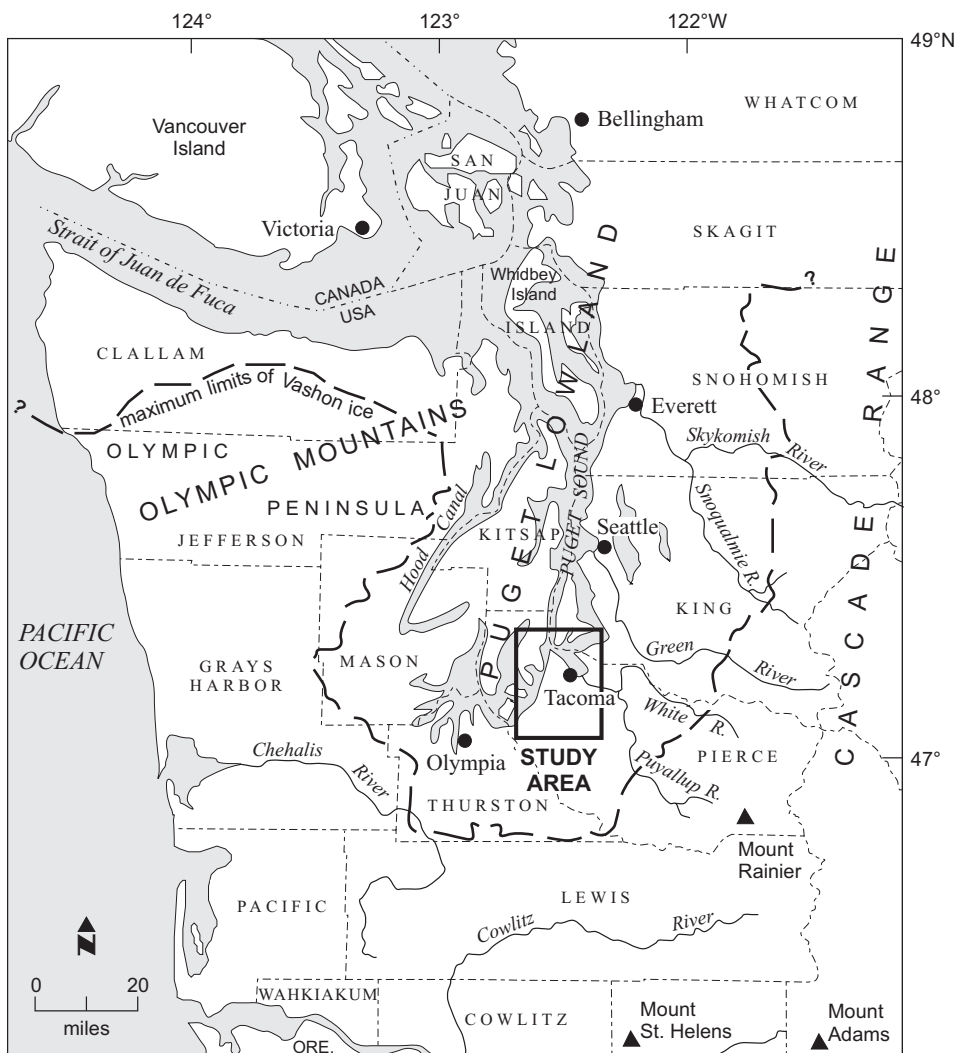 124°
123°
122°W
49°N
WHATCOM
Vancouver
Island
Bellingham
SAN
JUAN
Victoria
SKAGIT
Strait of Juan de Fuca
Whidbey
Island
CANADA
USA
ISLAND
?
CLALLAM
SNOHOMISH
maximum limits of Vashon ice
48°
?
Everett
OLYMPIC
Skykomish
River
OLYMPIC MOUNTAINS
PUGET LOWLAND
PUGET SOUND
CASCADE RANGE
PENINSULA
Hood Canal
KITSAP
Seattle
Snoqualmie R.
JEFFERSON
KING
PACIFIC
OCEAN
GRAYS
HARBOR
MASON
Green
River
Tacoma
White
R.
Chehalis
River
Olympia
STUDY
AREA
PIERCE
47°
Puyallup R.
THURSTON
Mount
Rainier
PACIFIC
LEWIS
Cowlitz
River
N
0
20
miles
WAHKIAKUM
COWLITZ
Mount
St. Helens
Mount
Adams
ORE.